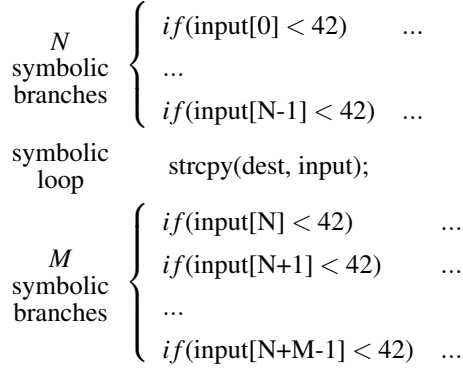 N
symbolic
branches
if(input[0] < 42) ...
...
if(input[N-1] < 42) ...
symbolic
loop
strcpy(dest, input);
M
symbolic
branches
if(input[N] < 42) ...
if(input[N+1] < 42) ...
...
if(input[N+M-1] < 42) ...